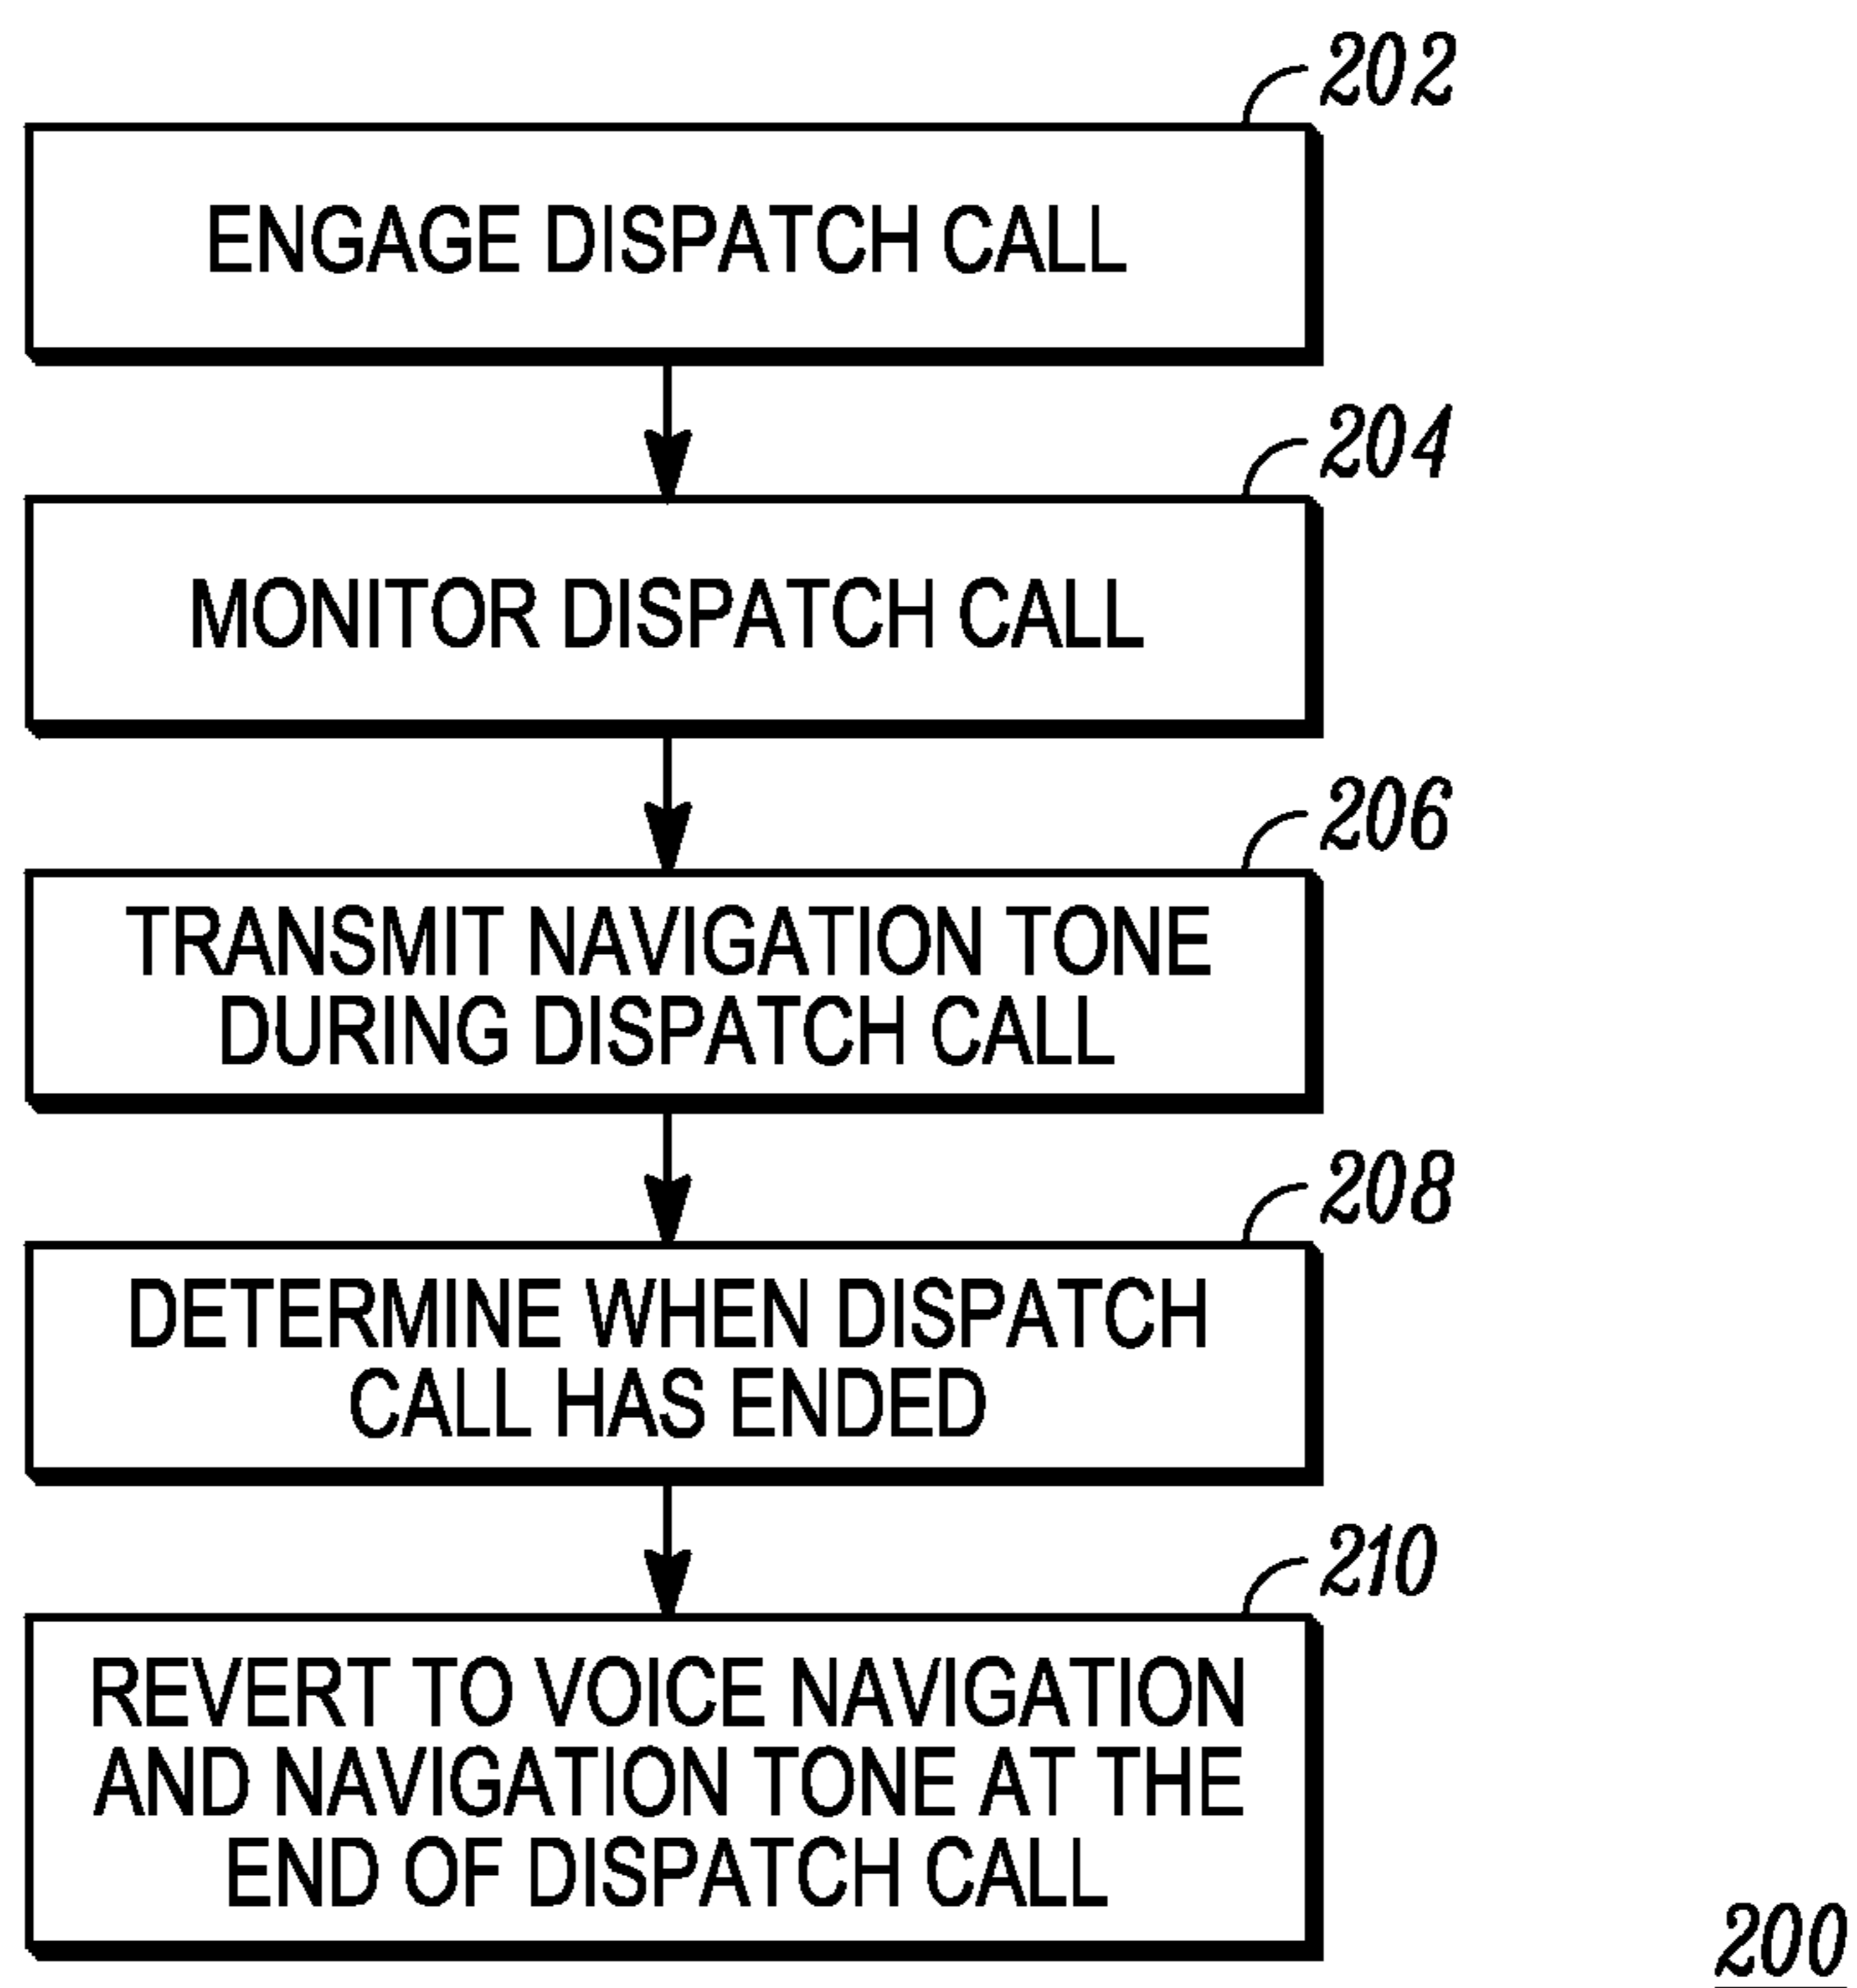 202
ENGAGE DISPATCH CALL
204
MONITOR DISPATCH CALL
206
TRANSMIT NAVIGATION TONE
DURING DISPATCH CALL
208
DETERMINE WHEN DISPATCH
CALL HAS ENDED
210
REVERT TO VOICE NAVIGATION
AND NAVIGATION TONE AT THE
END OF DISPATCH CALL
200